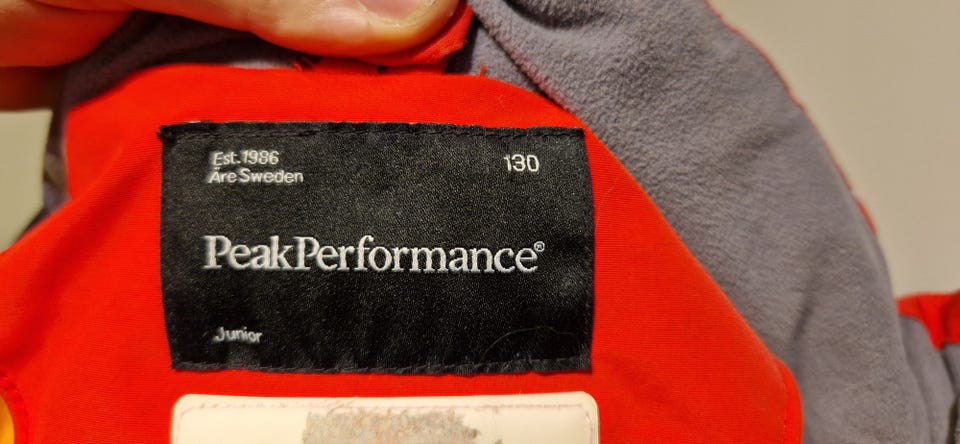 Est. 1986
Åre Sweden
130
PeakPerformance®
Junior